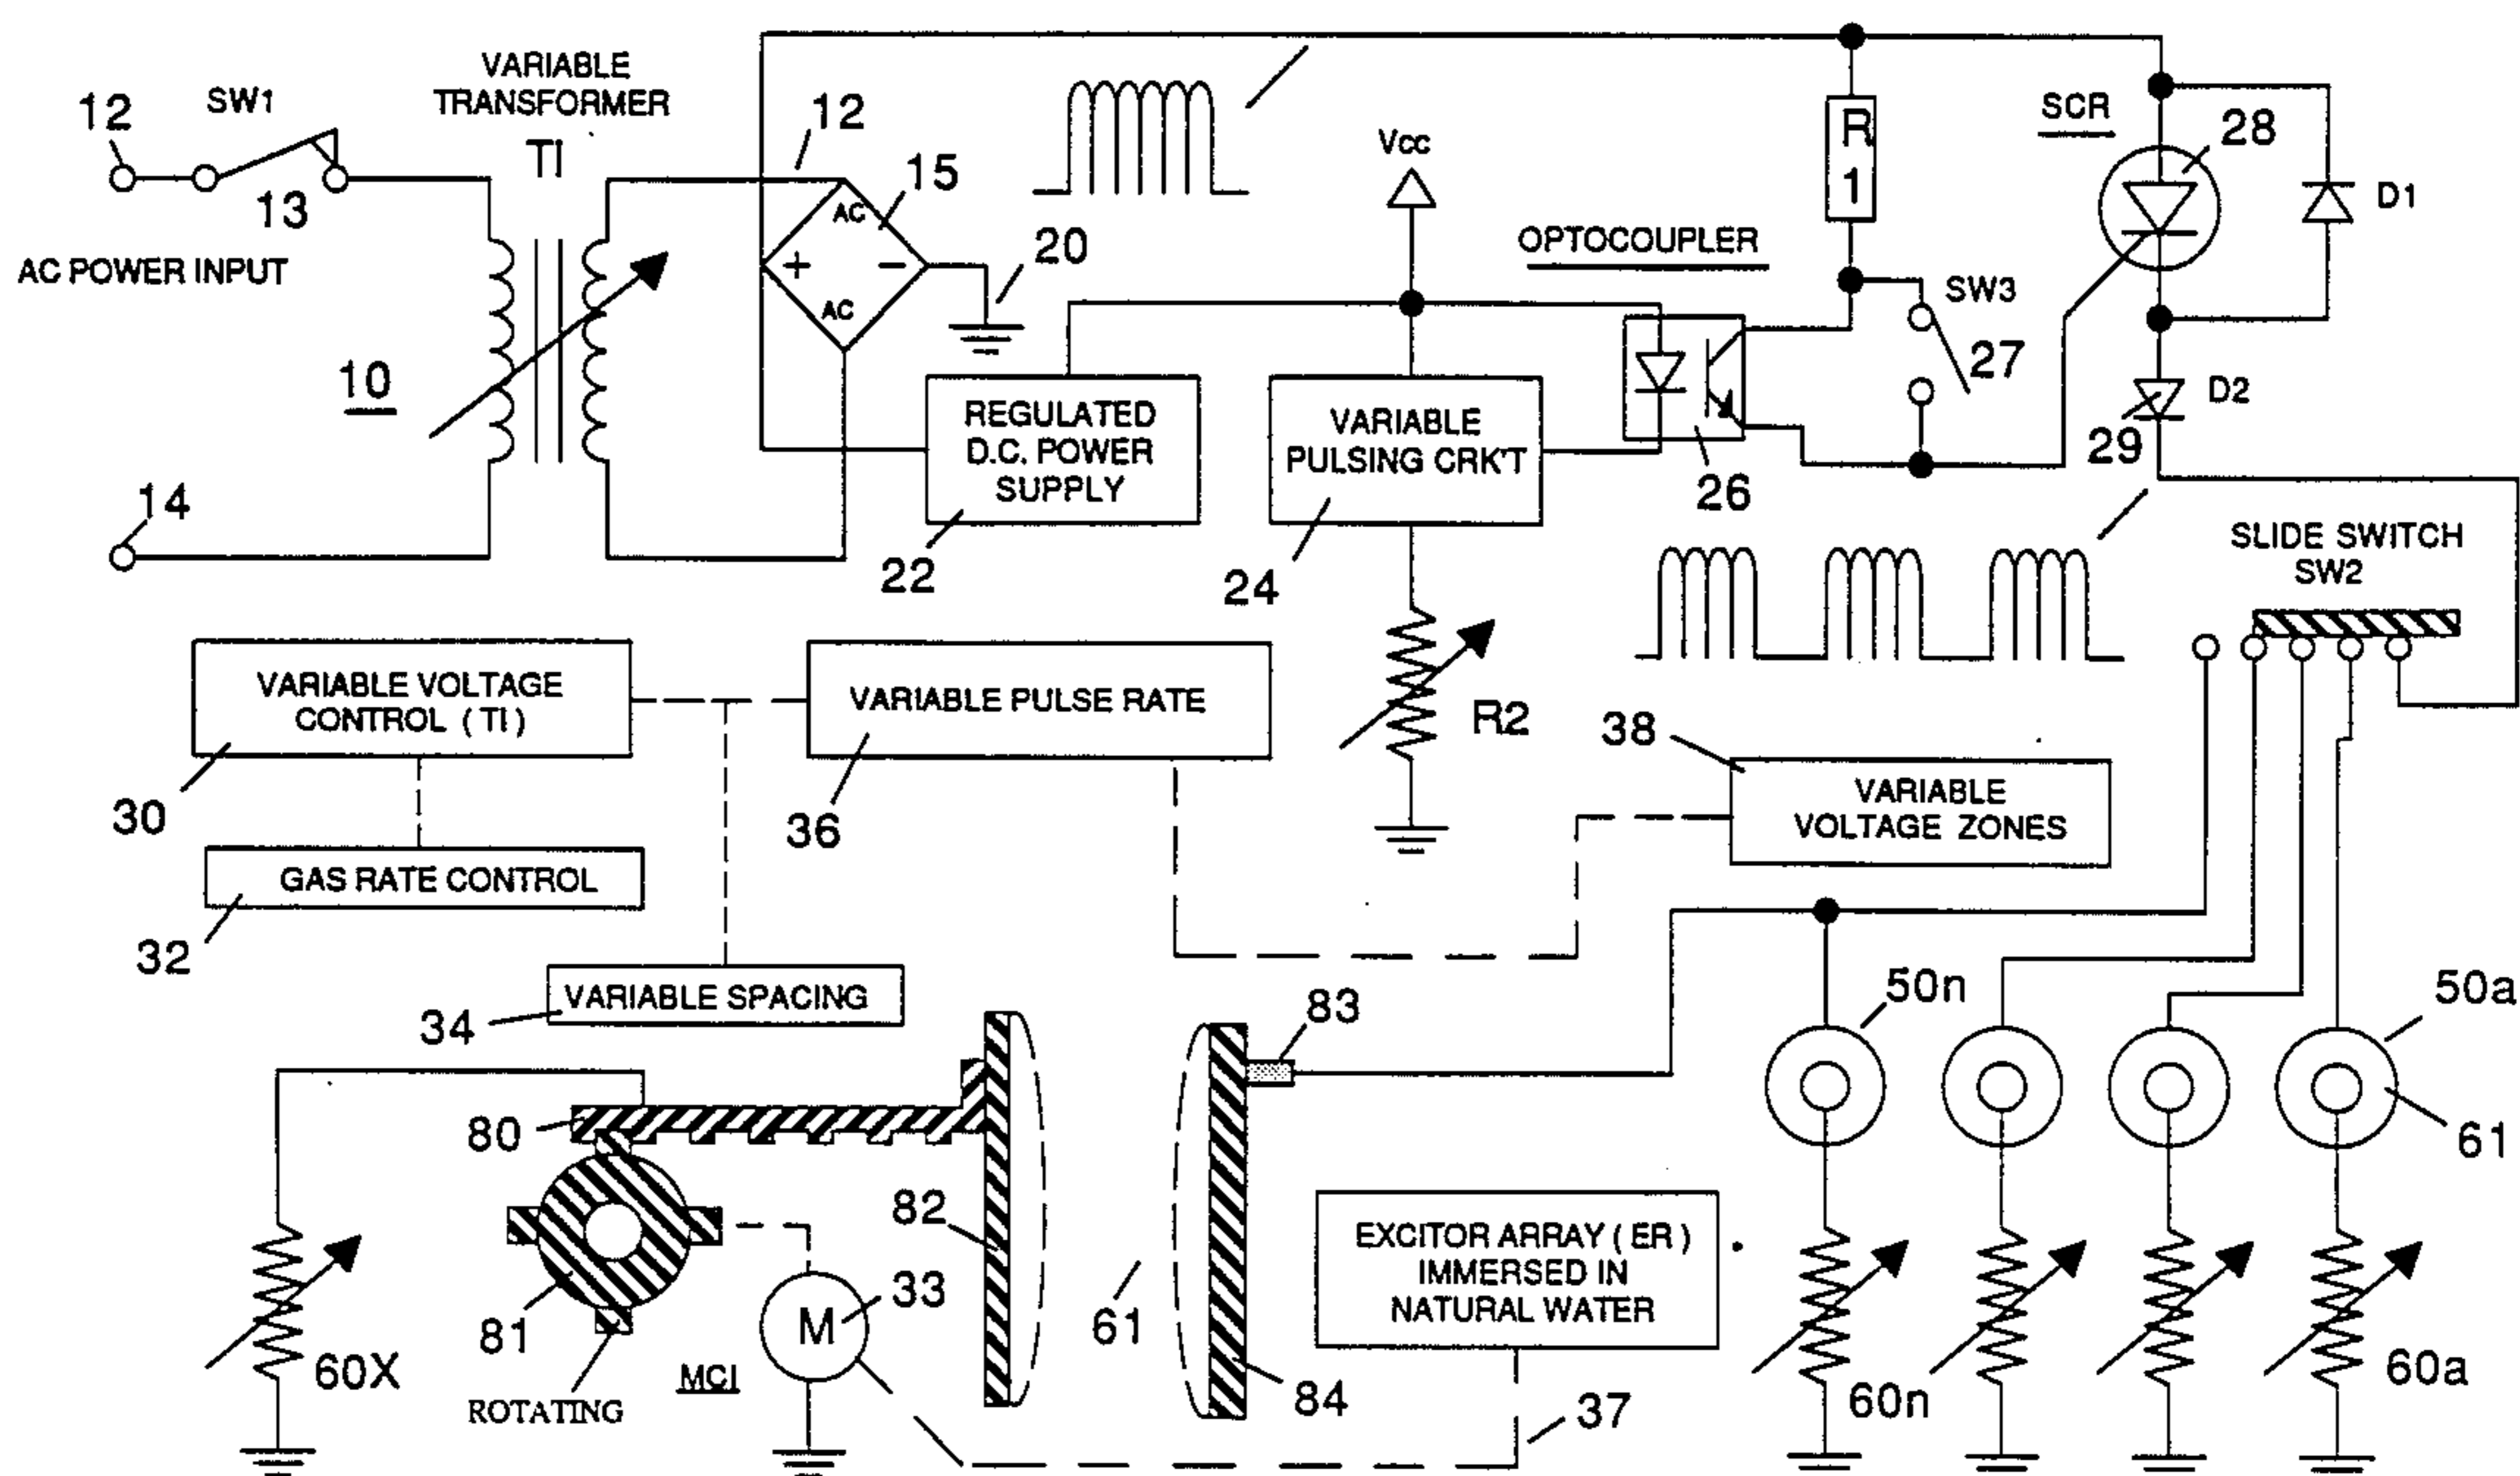 VARIABLE
TRANSFORMER
TI
SW1
12
13
12
15
AC
+
−
AC
20
AC POWER INPUT
10
14
Vcc
R
1
SCR
28
D1
OPTOCOUPLER
SW3
27
26
D2
29
REGULATED
D.C. POWER
SUPPLY
22
VARIABLE
PULSING CRK'T
24
R2
SLIDE SWITCH
SW2
VARIABLE VOLTAGE
CONTROL ( TI )
30
VARIABLE PULSE RATE
36
38
VARIABLE
VOLTAGE ZONES
GAS RATE CONTROL
32
VARIABLE SPACING
34
83
50n
50a
61
80
82
81
ROTATING
MCI
M
33
61
84
EXCITOR ARRAY ( ER )
IMMERSED IN
NATURAL WATER
37
60X
60n
60a